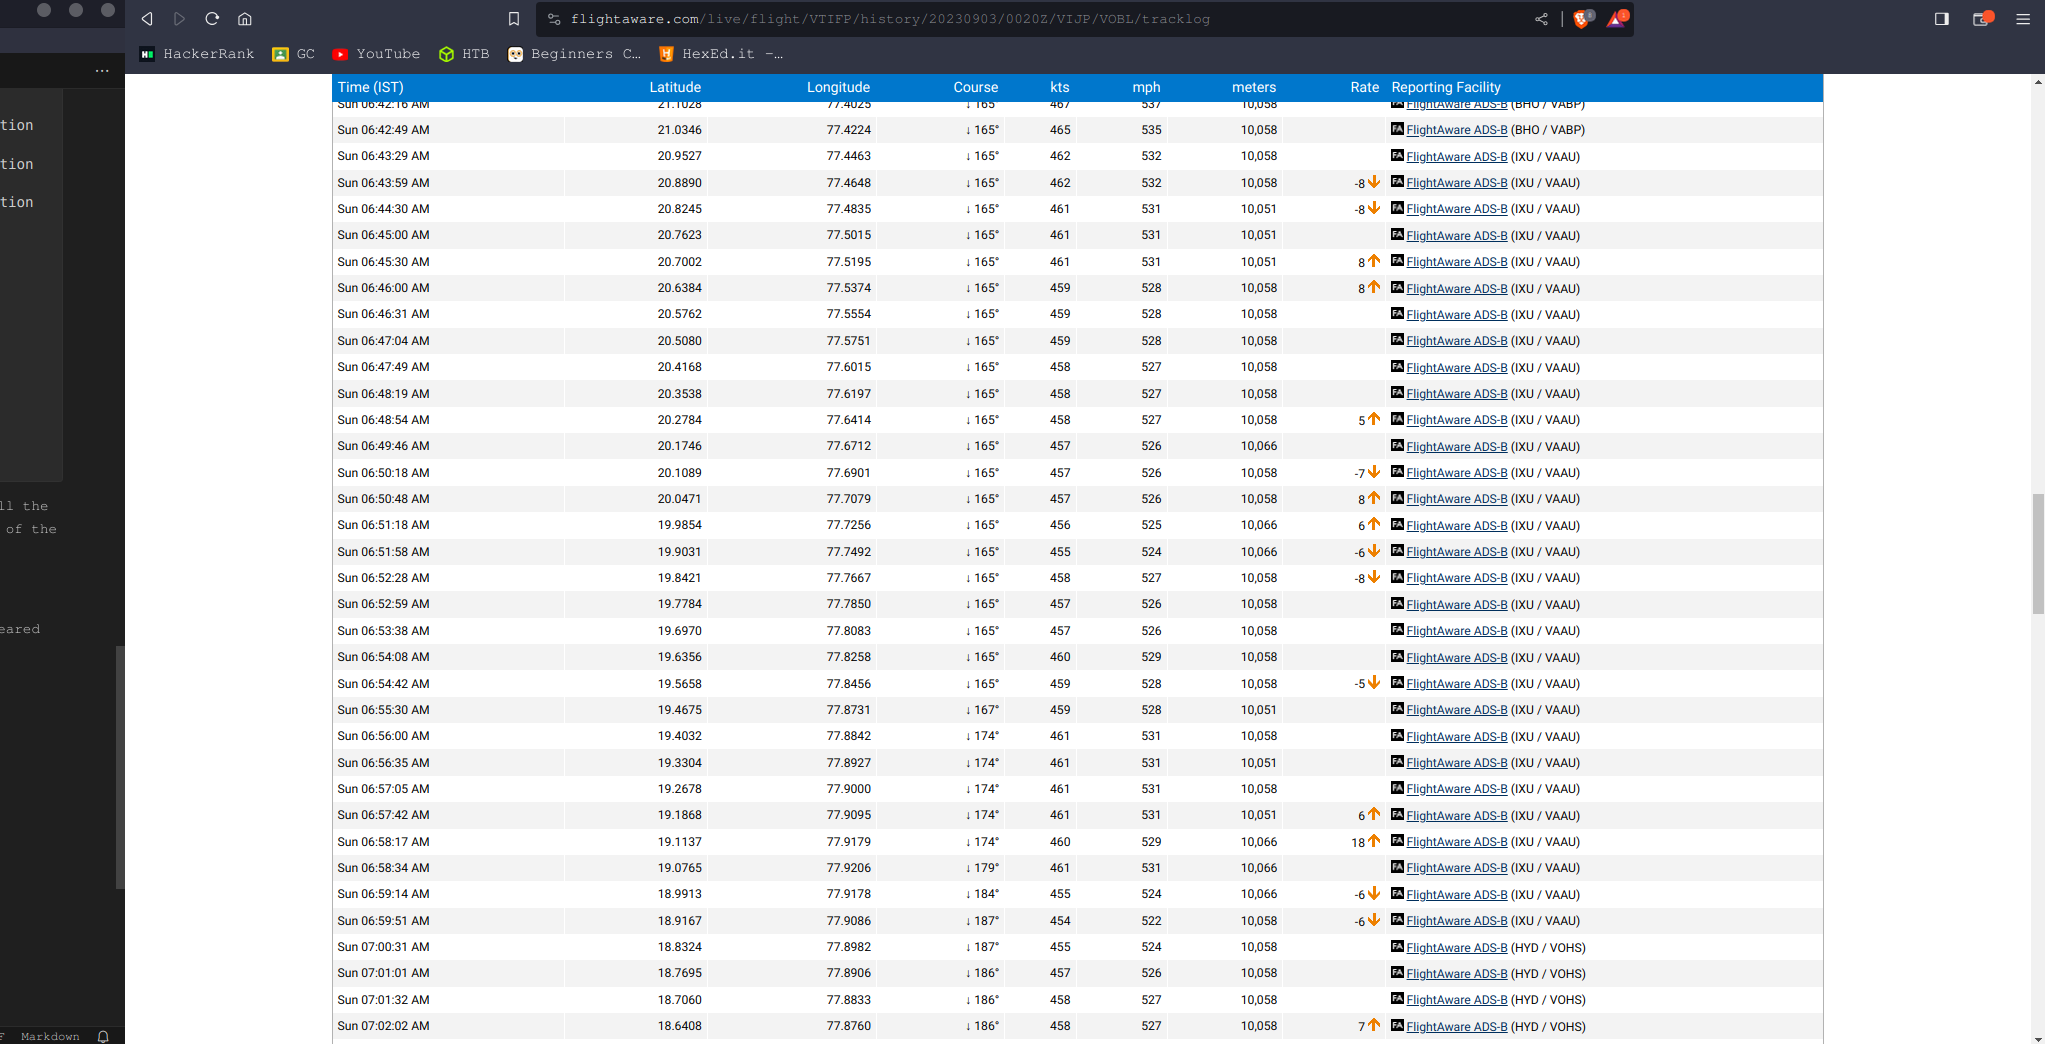 flightaware.com/live/flight/VTIFP/history/20230903/0020Z/VIJP/VOBL/tracklog
HackerRank GC YouTube HTB Beginners C… HexEd.it –…
tion
tion
tion
ll the
of the
eared
Markdown
Time (IST) Latitude Longitude Course kts mph meters Rate Reporting Facility
Sun 06:42:16 AM 21.1028 77.4025 ↓ 165° 467 537 10,058 FlightAware ADS-B (BHO / VABP)
Sun 06:42:49 AM 21.0346 77.4224 ↓ 165° 465 535 10,058 FlightAware ADS-B (BHO / VABP)
Sun 06:43:29 AM 20.9527 77.4463 ↓ 165° 462 532 10,058 FlightAware ADS-B (IXU / VAAU)
Sun 06:43:59 AM 20.8890 77.4648 ↓ 165° 462 532 10,058 -8 FlightAware ADS-B (IXU / VAAU)
Sun 06:44:30 AM 20.8245 77.4835 ↓ 165° 461 531 10,051 -8 FlightAware ADS-B (IXU / VAAU)
Sun 06:45:00 AM 20.7623 77.5015 ↓ 165° 461 531 10,051 FlightAware ADS-B (IXU / VAAU)
Sun 06:45:30 AM 20.7002 77.5195 ↓ 165° 461 531 10,051 8 FlightAware ADS-B (IXU / VAAU)
Sun 06:46:00 AM 20.6384 77.5374 ↓ 165° 459 528 10,058 8 FlightAware ADS-B (IXU / VAAU)
Sun 06:46:31 AM 20.5762 77.5554 ↓ 165° 459 528 10,058 FlightAware ADS-B (IXU / VAAU)
Sun 06:47:04 AM 20.5080 77.5751 ↓ 165° 459 528 10,058 FlightAware ADS-B (IXU / VAAU)
Sun 06:47:49 AM 20.4168 77.6015 ↓ 165° 458 527 10,058 FlightAware ADS-B (IXU / VAAU)
Sun 06:48:19 AM 20.3538 77.6197 ↓ 165° 458 527 10,058 FlightAware ADS-B (IXU / VAAU)
Sun 06:48:54 AM 20.2784 77.6414 ↓ 165° 458 527 10,058 5 FlightAware ADS-B (IXU / VAAU)
Sun 06:49:46 AM 20.1746 77.6712 ↓ 165° 457 526 10,066 FlightAware ADS-B (IXU / VAAU)
Sun 06:50:18 AM 20.1089 77.6901 ↓ 165° 457 526 10,058 -7 FlightAware ADS-B (IXU / VAAU)
Sun 06:50:48 AM 20.0471 77.7079 ↓ 165° 457 526 10,058 8 FlightAware ADS-B (IXU / VAAU)
Sun 06:51:18 AM 19.9854 77.7256 ↓ 165° 456 525 10,066 6 FlightAware ADS-B (IXU / VAAU)
Sun 06:51:58 AM 19.9031 77.7492 ↓ 165° 455 524 10,066 -6 FlightAware ADS-B (IXU / VAAU)
Sun 06:52:28 AM 19.8421 77.7667 ↓ 165° 458 527 10,058 -8 FlightAware ADS-B (IXU / VAAU)
Sun 06:52:59 AM 19.7784 77.7850 ↓ 165° 457 526 10,058 FlightAware ADS-B (IXU / VAAU)
Sun 06:53:38 AM 19.6970 77.8083 ↓ 165° 457 526 10,058 FlightAware ADS-B (IXU / VAAU)
Sun 06:54:08 AM 19.6356 77.8258 ↓ 165° 460 529 10,058 FlightAware ADS-B (IXU / VAAU)
Sun 06:54:42 AM 19.5658 77.8456 ↓ 165° 459 528 10,058 -5 FlightAware ADS-B (IXU / VAAU)
Sun 06:55:30 AM 19.4675 77.8731 ↓ 167° 459 528 10,051 FlightAware ADS-B (IXU / VAAU)
Sun 06:56:00 AM 19.4032 77.8842 ↓ 174° 461 531 10,058 FlightAware ADS-B (IXU / VAAU)
Sun 06:56:35 AM 19.3304 77.8927 ↓ 174° 461 531 10,051 FlightAware ADS-B (IXU / VAAU)
Sun 06:57:05 AM 19.2678 77.9000 ↓ 174° 461 531 10,058 FlightAware ADS-B (IXU / VAAU)
Sun 06:57:42 AM 19.1868 77.9095 ↓ 174° 461 531 10,051 6 FlightAware ADS-B (IXU / VAAU)
Sun 06:58:17 AM 19.1137 77.9179 ↓ 174° 460 529 10,066 18 FlightAware ADS-B (IXU / VAAU)
Sun 06:58:34 AM 19.0765 77.9206 ↓ 179° 461 531 10,066 FlightAware ADS-B (IXU / VAAU)
Sun 06:59:14 AM 18.9913 77.9178 ↓ 184° 455 524 10,066 -6 FlightAware ADS-B (IXU / VAAU)
Sun 06:59:51 AM 18.9167 77.9086 ↓ 187° 454 522 10,058 -6 FlightAware ADS-B (IXU / VAAU)
Sun 07:00:31 AM 18.8324 77.8982 ↓ 187° 455 524 10,058 FlightAware ADS-B (HYD / VOHS)
Sun 07:01:01 AM 18.7695 77.8906 ↓ 186° 457 526 10,058 FlightAware ADS-B (HYD / VOHS)
Sun 07:01:32 AM 18.7060 77.8833 ↓ 186° 458 527 10,058 FlightAware ADS-B (HYD / VOHS)
Sun 07:02:02 AM 18.6408 77.8760 ↓ 186° 458 527 10,058 7 FlightAware ADS-B (HYD / VOHS)